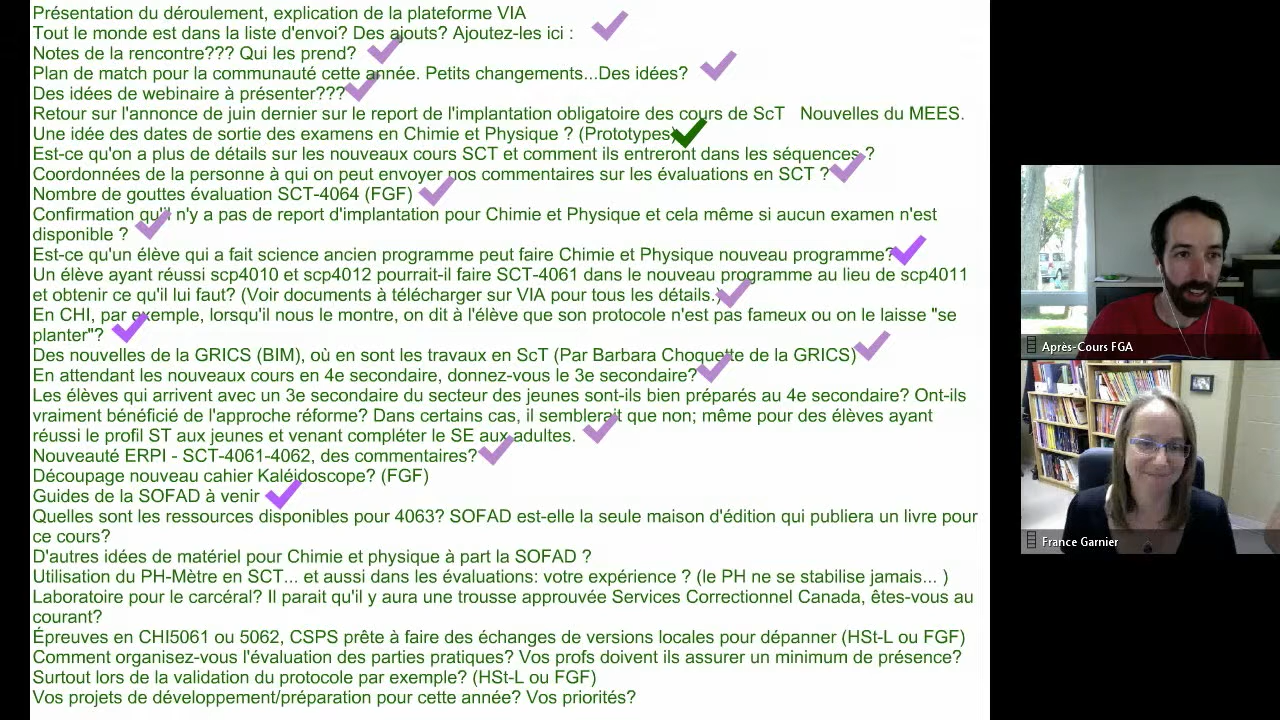 Présentation du déroulement, explication de la plateforme VIA
Tout le monde est dans la liste d'envoi? Des ajouts? Ajoutez-les ici :
Notes de la rencontre??? Qui les prend?
Plan de match pour la communauté cette année. Petits changements...Des idées?
Des idées de webinaire à présenter???
Retour sur l'annonce de juin dernier sur le report de l'implantation obligatoire des cours de ScT   Nouvelles du MEES.
Une idée des dates de sortie des examens en Chimie et Physique ? (Prototypes)
Est-ce qu'on a plus de détails sur les nouveaux cours SCT et comment ils entreront dans les séquences ?
Coordonnées de la personne à qui on peut envoyer nos commentaires sur les évaluations en SCT ?
Nombre de gouttes évaluation SCT-4064 (FGF)
Confirmation qu'il n'y a pas de report d'implantation pour Chimie et Physique et cela même si aucun examen n'est
disponible ?
Est-ce qu'un élève qui a fait science ancien programme peut faire Chimie et Physique nouveau programme?
Un élève ayant réussi scp4010 et scp4012 pourrait-il faire SCT-4061 dans le nouveau programme au lieu de scp4011
et obtenir ce qu'il lui faut? (Voir documents à télécharger sur VIA pour tous les détails.)
En CHI, par exemple, lorsqu'il nous le montre, on dit à l'élève que son protocole n'est pas fameux ou on le laisse "se
planter"?
Des nouvelles de la GRICS (BIM), où en sont les travaux en ScT (Par Barbara Choquette de la GRICS)
En attendant les nouveaux cours en 4e secondaire, donnez-vous le 3e secondaire?
Les élèves qui arrivent avec un 3e secondaire du secteur des jeunes sont-ils bien préparés au 4e secondaire? Ont-ils
vraiment bénéficié de l'approche réforme? Dans certains cas, il semblerait que non; même pour des élèves ayant
réussi le profil ST aux jeunes et venant compléter le SE aux adultes.
Nouveauté ERPI - SCT-4061-4062, des commentaires?
Découpage nouveau cahier Kaléidoscope? (FGF)
Guides de la SOFAD à venir
Quelles sont les ressources disponibles pour 4063? SOFAD est-elle la seule maison d'édition qui publiera un livre pour
ce cours?
D'autres idées de matériel pour Chimie et physique à part la SOFAD ?
Utilisation du PH-Mètre en SCT... et aussi dans les évaluations: votre expérience ? (le PH ne se stabilise jamais... )
Laboratoire pour le carcéral? Il parait qu'il y aura une trousse approuvée Services Correctionnel Canada, êtes-vous au
courant?
Épreuves en CHI5061 ou 5062, CSPS prête à faire des échanges de versions locales pour dépanner (HSt-L ou FGF)
Comment organisez-vous l'évaluation des parties pratiques? Vos profs doivent ils assurer un minimum de présence?
Surtout lors de la validation du protocole par exemple? (HSt-L ou FGF)
Vos projets de développement/préparation pour cette année? Vos priorités?
Après-Cours FGA
France Garnier